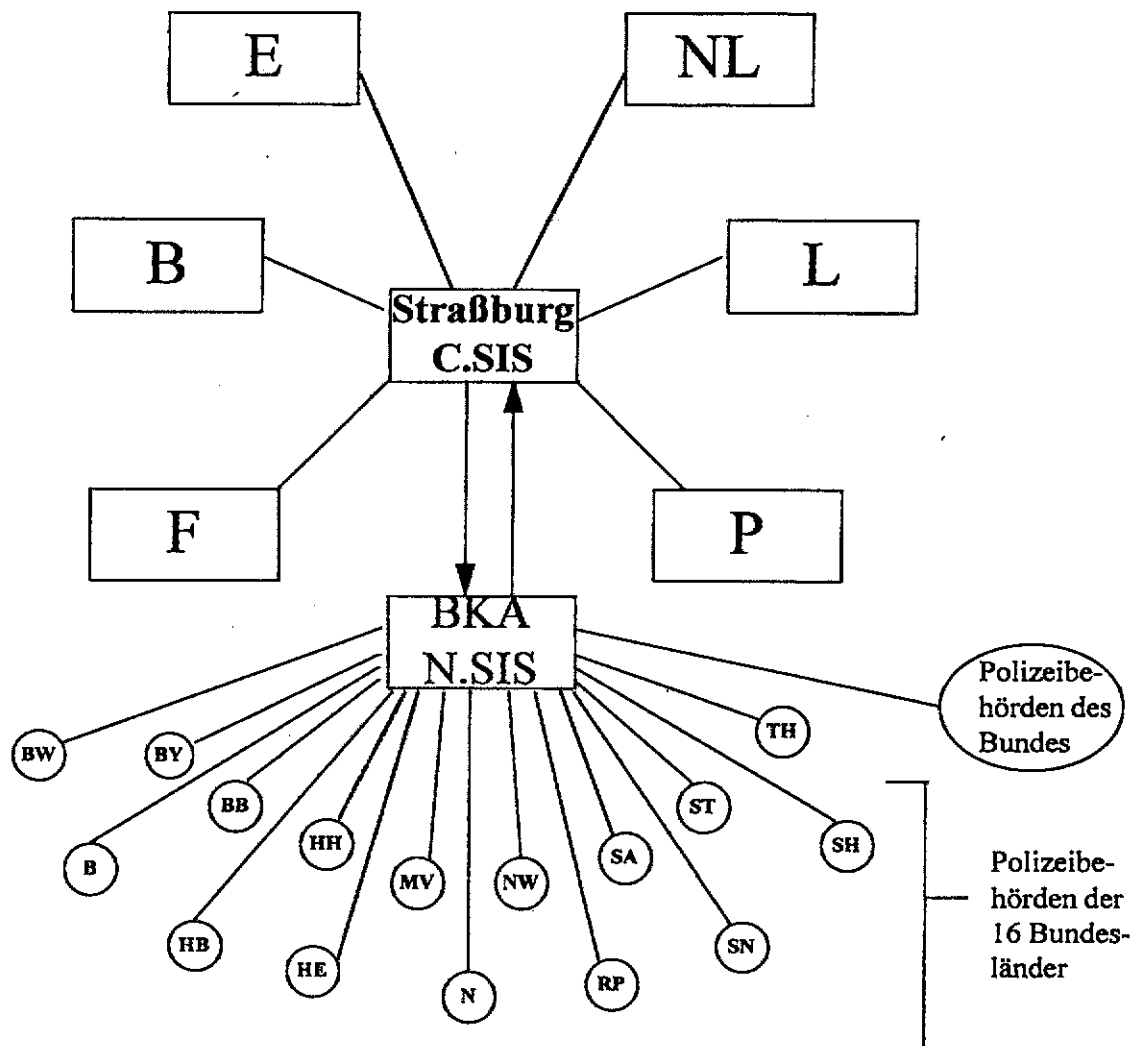 E
NL
B
L
Straßburg
C.SIS
F
P
BKA
N.SIS
Polizeibe-
hörden des
Bundes
BW
BY
TH
BB
ST
B
HH
SA
SH
MV
NW
HB
SN
HE
N
RP
Polizeibe-
hörden der
16 Bundes-
länder